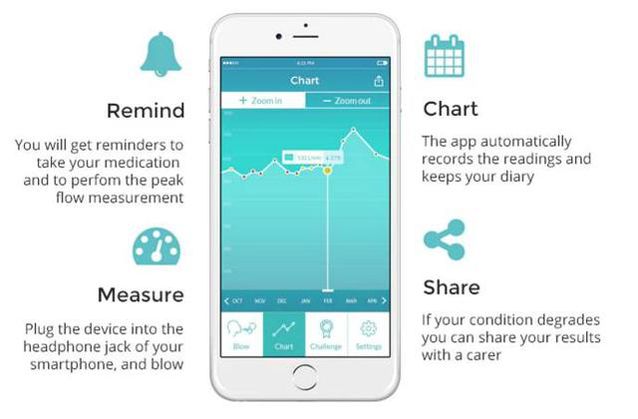 Remind
You will get reminders to
take your medication
and to perfom the peak
flow measurement
Measure
Plug the device into the
headphone jack of your
smartphone, and blow
4:21 PM
Chart
+ Zoom in
− Zoom out
OCT NOV DEC JAN FEB MAR APR
Blow Chart Challenge Settings
Chart
The app automatically
records the readings and
keeps your diary
Share
If your condition degrades
you can share your results
with a carer